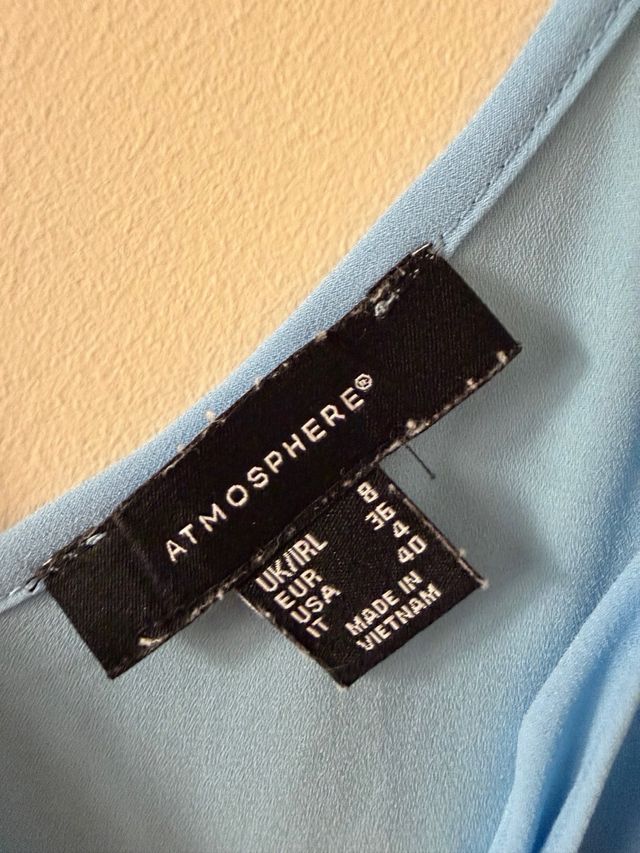 ATMOSPHERE®
UK/IRL 8
EUR 36
USA 4
IT 40
MADE IN
VIETNAM